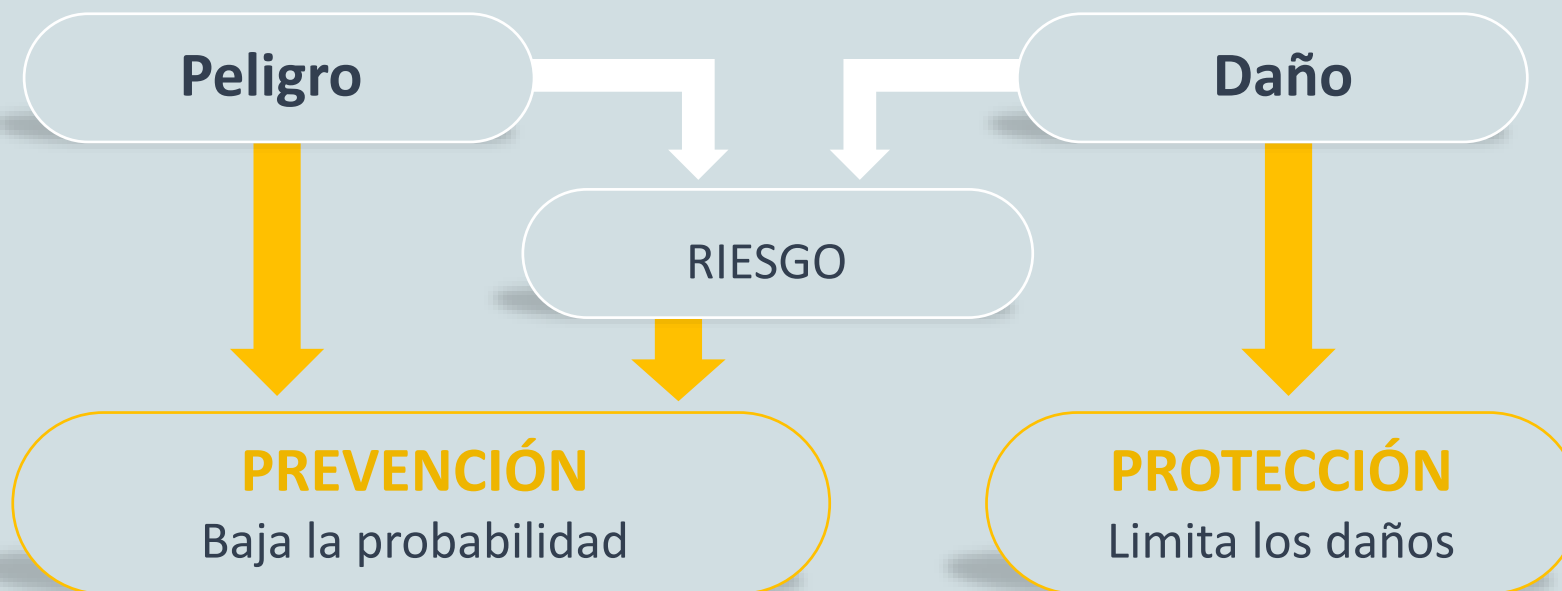 Peligro
Daño
RIESGO
PREVENCIÓN
Baja la probabilidad
PROTECCIÓN
Limita los daños